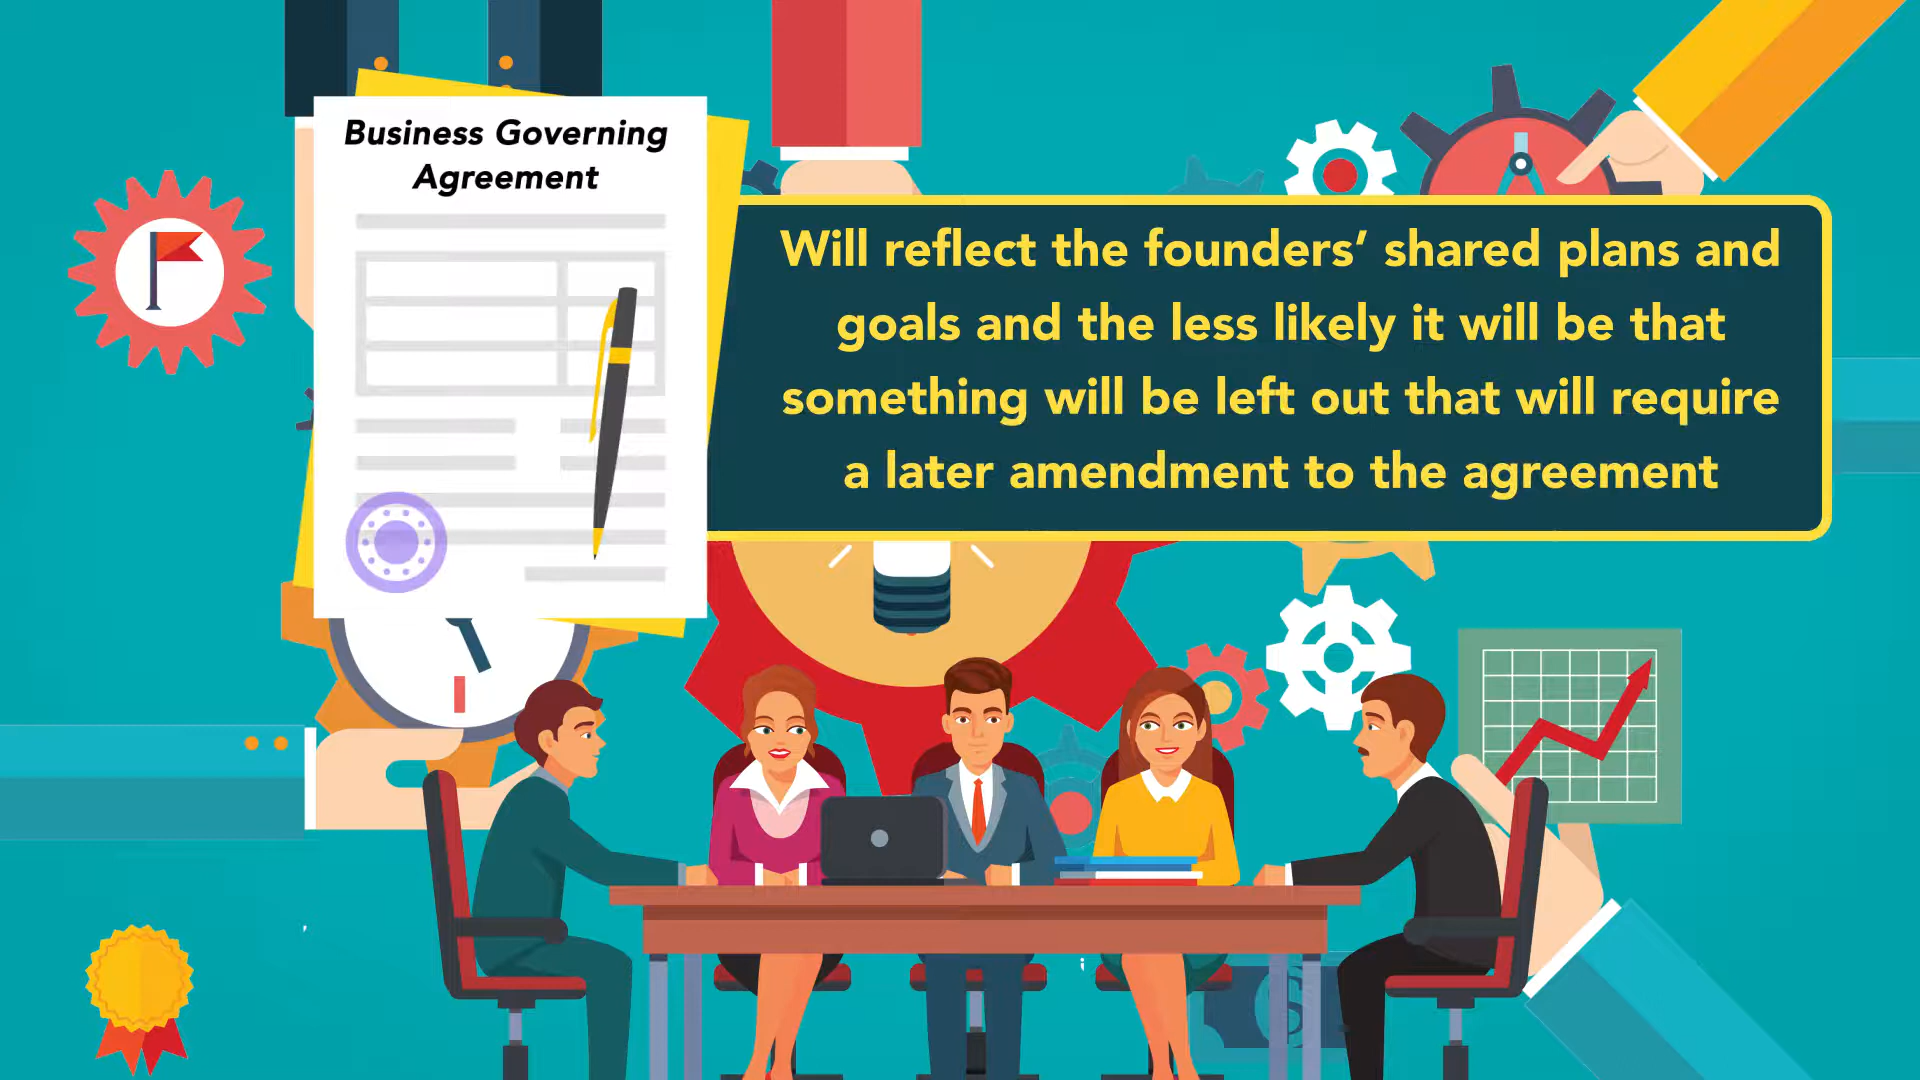 Business Governing
Agreement
Will reflect the founders’ shared plans and
goals and the less likely it will be that
something will be left out that will require
a later amendment to the agreement